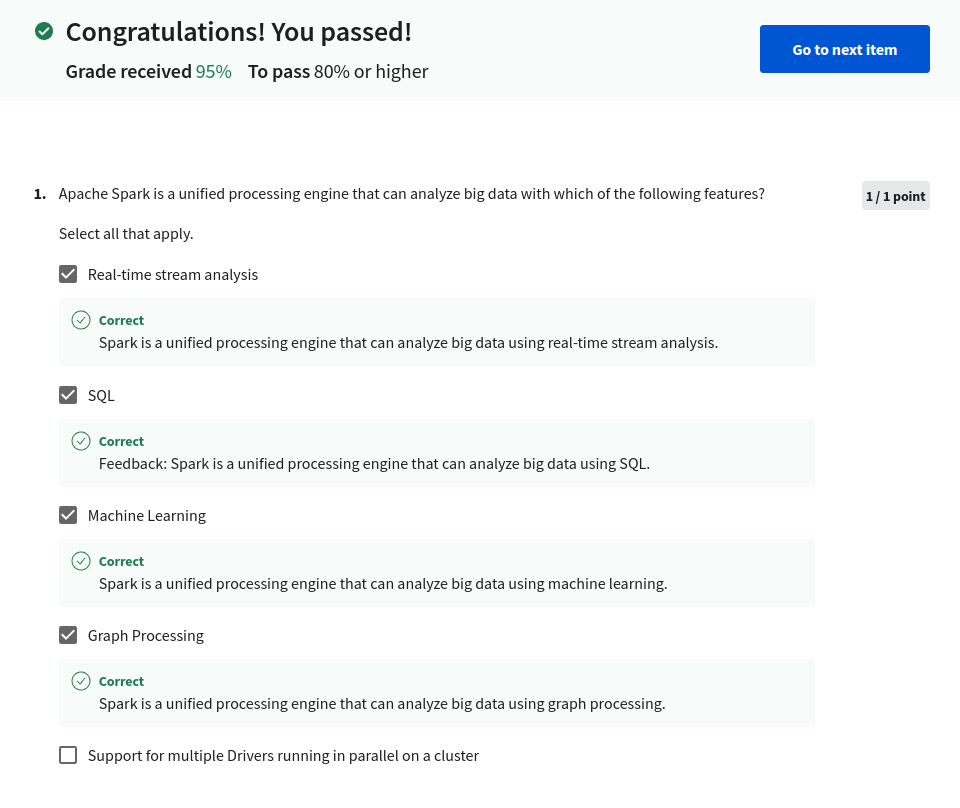 Congratulations! You passed!
Grade received 95% To pass 80% or higher
Go to next item
1. Apache Spark is a unified processing engine that can analyze big data with which of the following features?
1 / 1 point
Select all that apply.
Real-time stream analysis
Correct
Spark is a unified processing engine that can analyze big data using real-time stream analysis.
SQL
Correct
Feedback: Spark is a unified processing engine that can analyze big data using SQL.
Machine Learning
Correct
Spark is a unified processing engine that can analyze big data using machine learning.
Graph Processing
Correct
Spark is a unified processing engine that can analyze big data using graph processing.
Support for multiple Drivers running in parallel on a cluster